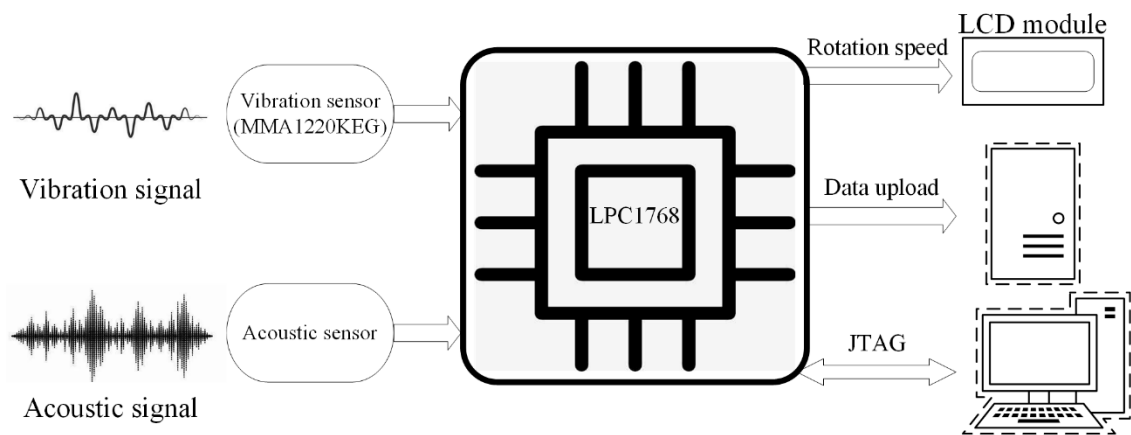 LCD module
Rotation speed
Vibration sensor
(MMA1220KEG)
Vibration signal
Data upload
LPC1768
Acoustic sensor
JTAG
Acoustic signal